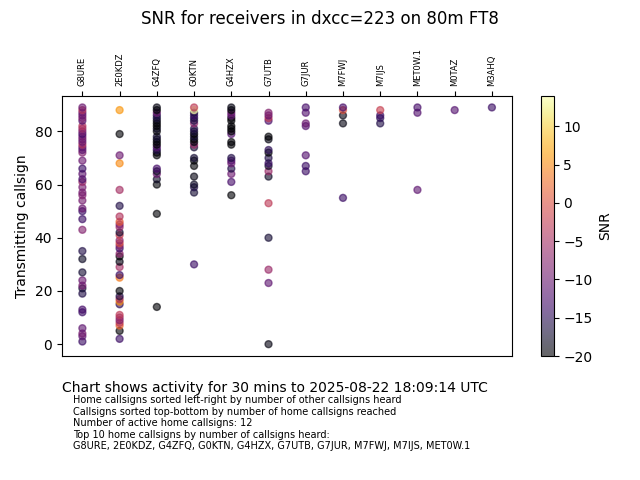 SNR for receivers in dxcc=223 on 80m FT8
G8URE 2E0KDZ G4ZFQ G0KTN G4HZX G7UTB G7JUR M7FWJ M7IJS MET0W.1 M0TAZ M3AHQ
Transmitting callsign
80
60
40
20
0
10
5
0
−5
−10
−15
−20
SNR
Chart shows activity for 30 mins to 2025-08-22 18:09:14 UTC
Home callsigns sorted left-right by number of other callsigns heard
Callsigns sorted top-bottom by number of home callsigns reached
Number of active home callsigns: 12
Top 10 home callsigns by number of callsigns heard:
G8URE, 2E0KDZ, G4ZFQ, G0KTN, G4HZX, G7UTB, G7JUR, M7FWJ, M7IJS, MET0W.1